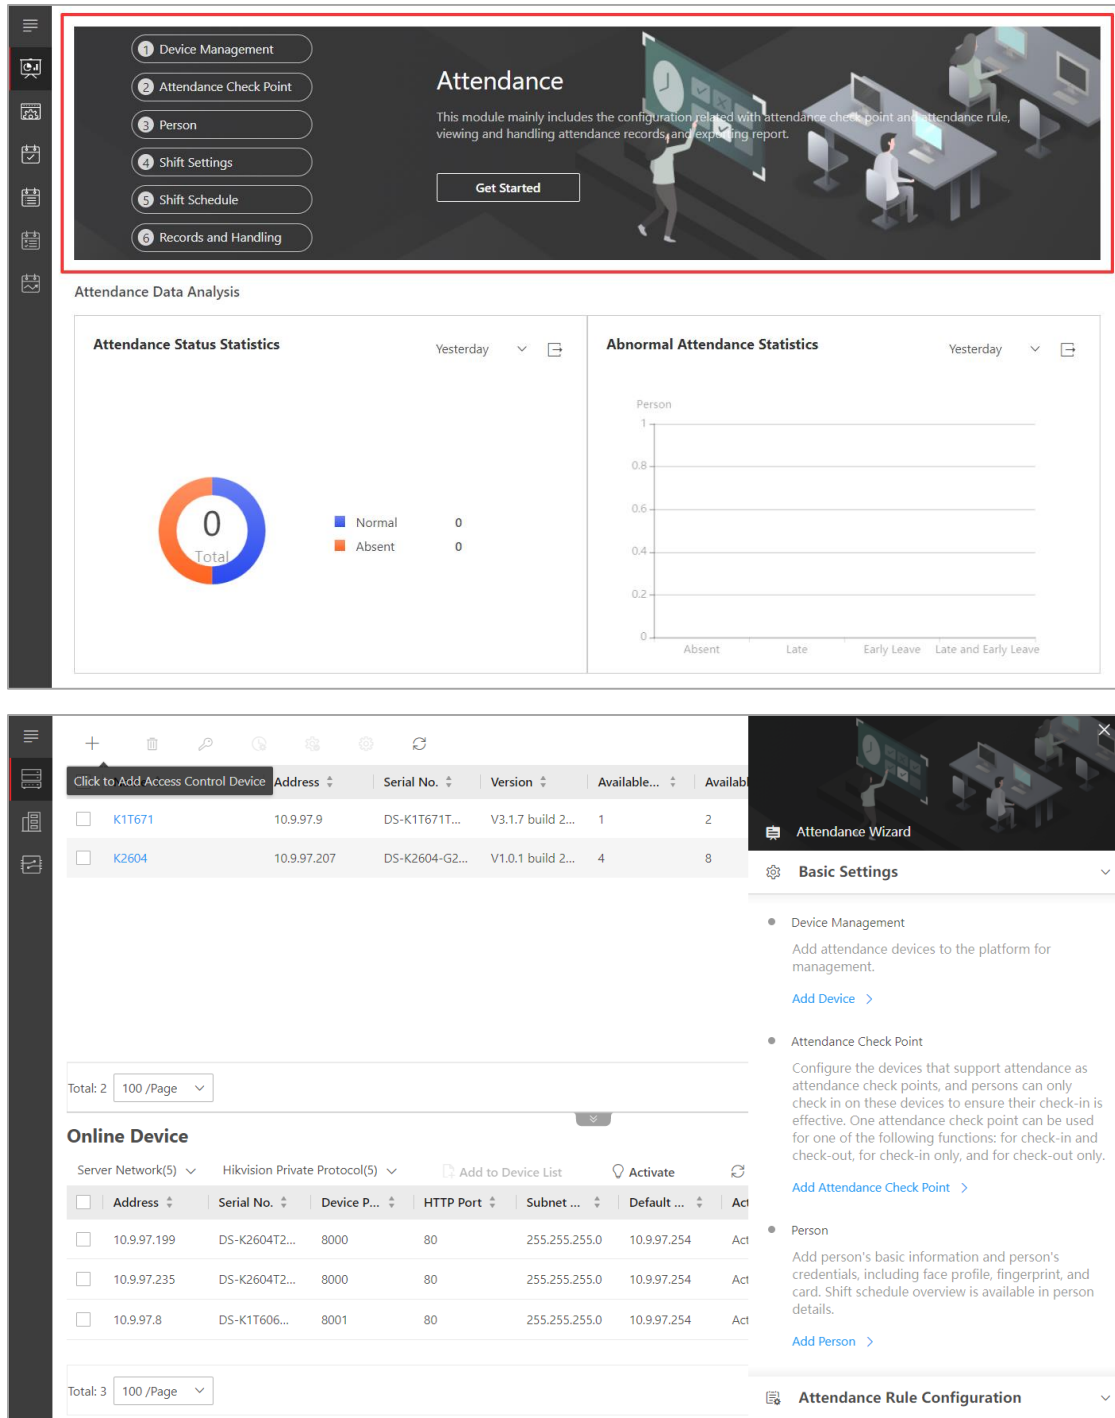 1 Device Management
2 Attendance Check Point
3 Person
4 Shift Settings
5 Shift Schedule
6 Records and Handling
Attendance
This module mainly includes the configuration related with attendance check point and attendance rule,
viewing and handling attendance records, and exporting report.
Get Started
Attendance Data Analysis
Attendance Status Statistics
Yesterday
0
Total
Normal 0
Absent 0
Abnormal Attendance Statistics
Yesterday
Person
1
0.8
0.6
0.4
0.2
0
Absent Late Early Leave Late and Early Leave
Click to Add Access Control Device
Address Serial No. Version Available... Availabl
K1T671 10.9.97.9 DS-K1T671T... V3.1.7 build 2... 1 2
K2604 10.9.97.207 DS-K2604-G2... V1.0.1 build 2... 4 8
Total: 2 100 /Page
Online Device
Server Network(5) Hikvision Private Protocol(5) Add to Device List Activate
Address Serial No. Device P... HTTP Port Subnet ... Default ... Act
10.9.97.199 DS-K2604T2... 8000 80 255.255.255.0 10.9.97.254 Act
10.9.97.235 DS-K2604T2... 8000 80 255.255.255.0 10.9.97.254 Act
10.9.97.8 DS-K1T606... 8001 80 255.255.255.0 10.9.97.254 Act
Total: 3 100 /Page
Attendance Wizard
Basic Settings
Device Management
Add attendance devices to the platform for
management.
Add Device >
Attendance Check Point
Configure the devices that support attendance as
attendance check points, and persons can only
check in on these devices to ensure their check-in is
effective. One attendance check point can be used
for one of the following functions: for check-in and
check-out, for check-in only, and for check-out only.
Add Attendance Check Point >
Person
Add person's basic information and person's
credentials, including face profile, fingerprint, and
card. Shift schedule overview is available in person
details.
Add Person >
Attendance Rule Configuration